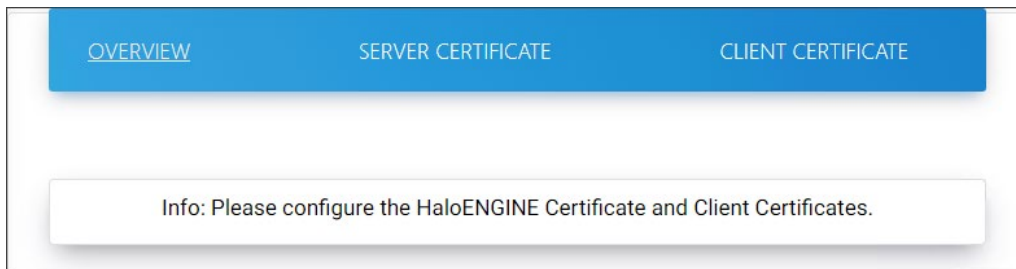 OVERVIEW SERVER CERTIFICATE CLIENT CERTIFICATE
Info: Please configure the HaloENGINE Certificate and Client Certificates.